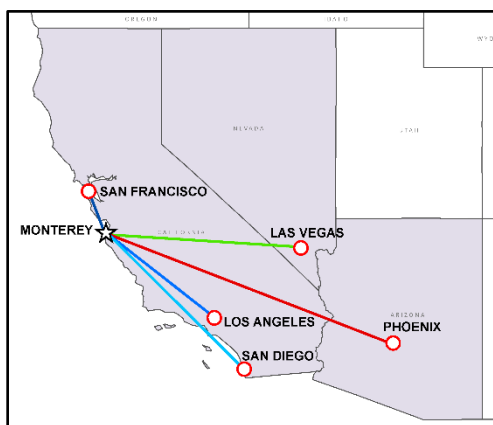 OREGON
IDAHO
NEVADA
UTAH
SAN FRANCISCO
MONTEREY
CALIFORNIA
LAS VEGAS
LOS ANGELES
ARIZONA
PHOENIX
SAN DIEGO